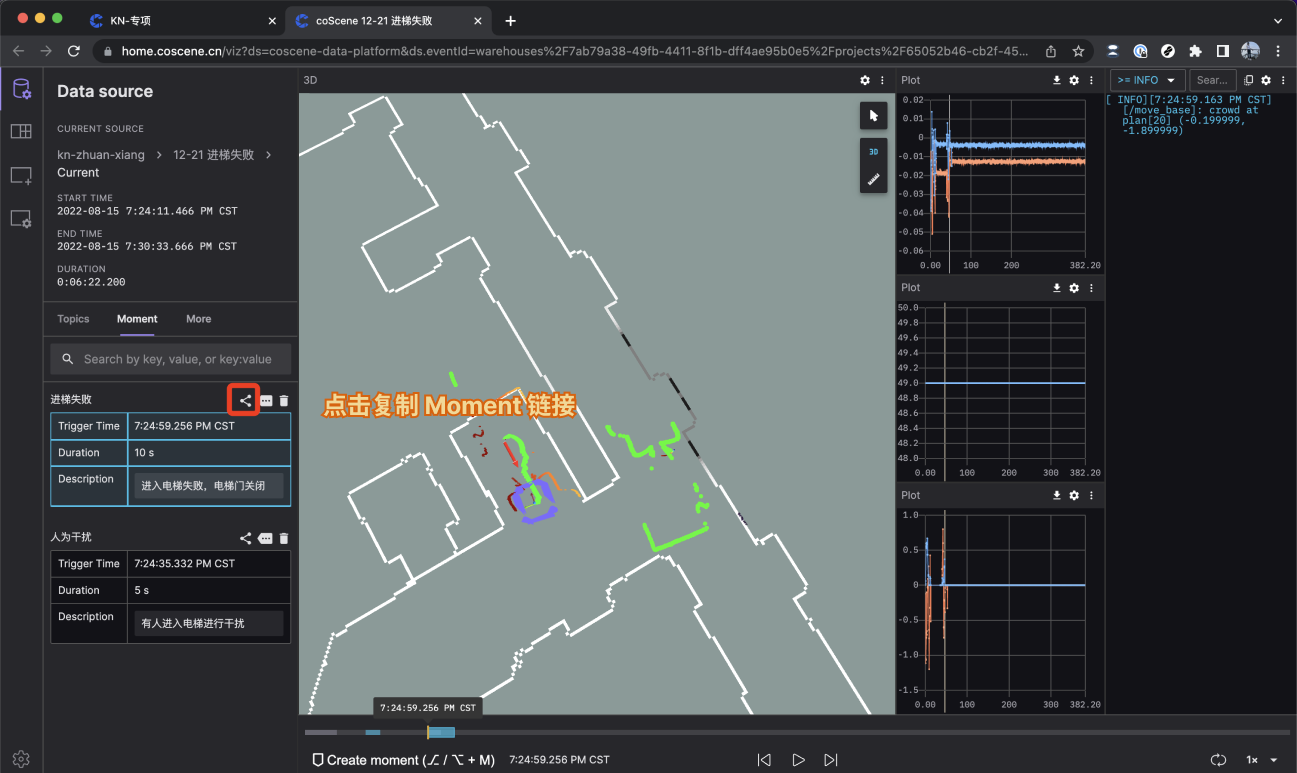 KN-专项
coScene 12-21 进梯失败
home.coscene.cn/viz?ds=coscene-data-platform&ds.eventId=warehouses%2F7ab79a38-49fb-4411-8f1b-dff4ae95b0e5%2Fprojects%2F65052b46-cb2f-45...
Data source
CURRENT SOURCE
kn-zhuan-xiang > 12-21 进梯失败 >
Current
START TIME
2022-08-15 7:24:11.466 PM CST
END TIME
2022-08-15 7:30:33.666 PM CST
DURATION
0:06:22.200
Topics Moment More
Search by key, value, or key:value
进梯失败
Trigger Time 7:24:59.256 PM CST
Duration 10 s
Description 进入电梯失败，电梯门关闭
人为干扰
Trigger Time 7:24:35.332 PM CST
Duration 5 s
Description 有人进入电梯进行干扰
3D
3D
点击复制 Moment 链接
7:24:59.256 PM CST
Create moment (⌥ / ⌥ + M) 7:24:59.256 PM CST
1×
Plot
0.02
0.01
0
-0.01
-0.02
-0.03
-0.04
-0.05
-0.06
0.00 100 200 382.20
Plot
50.0
49.8
49.6
49.4
49.2
49.0
48.8
48.6
48.4
48.2
48.0
0.00 100 200 300 382.20
Plot
1.0
0.5
0
-0.5
-1.0
-1.5
0.00 100 200 300 382.20
>= INFO Sear...
[ INFO][7:24:59.163 PM CST]
[/move_base]: crowd at
plan[20] (-0.199999,
-1.899999)